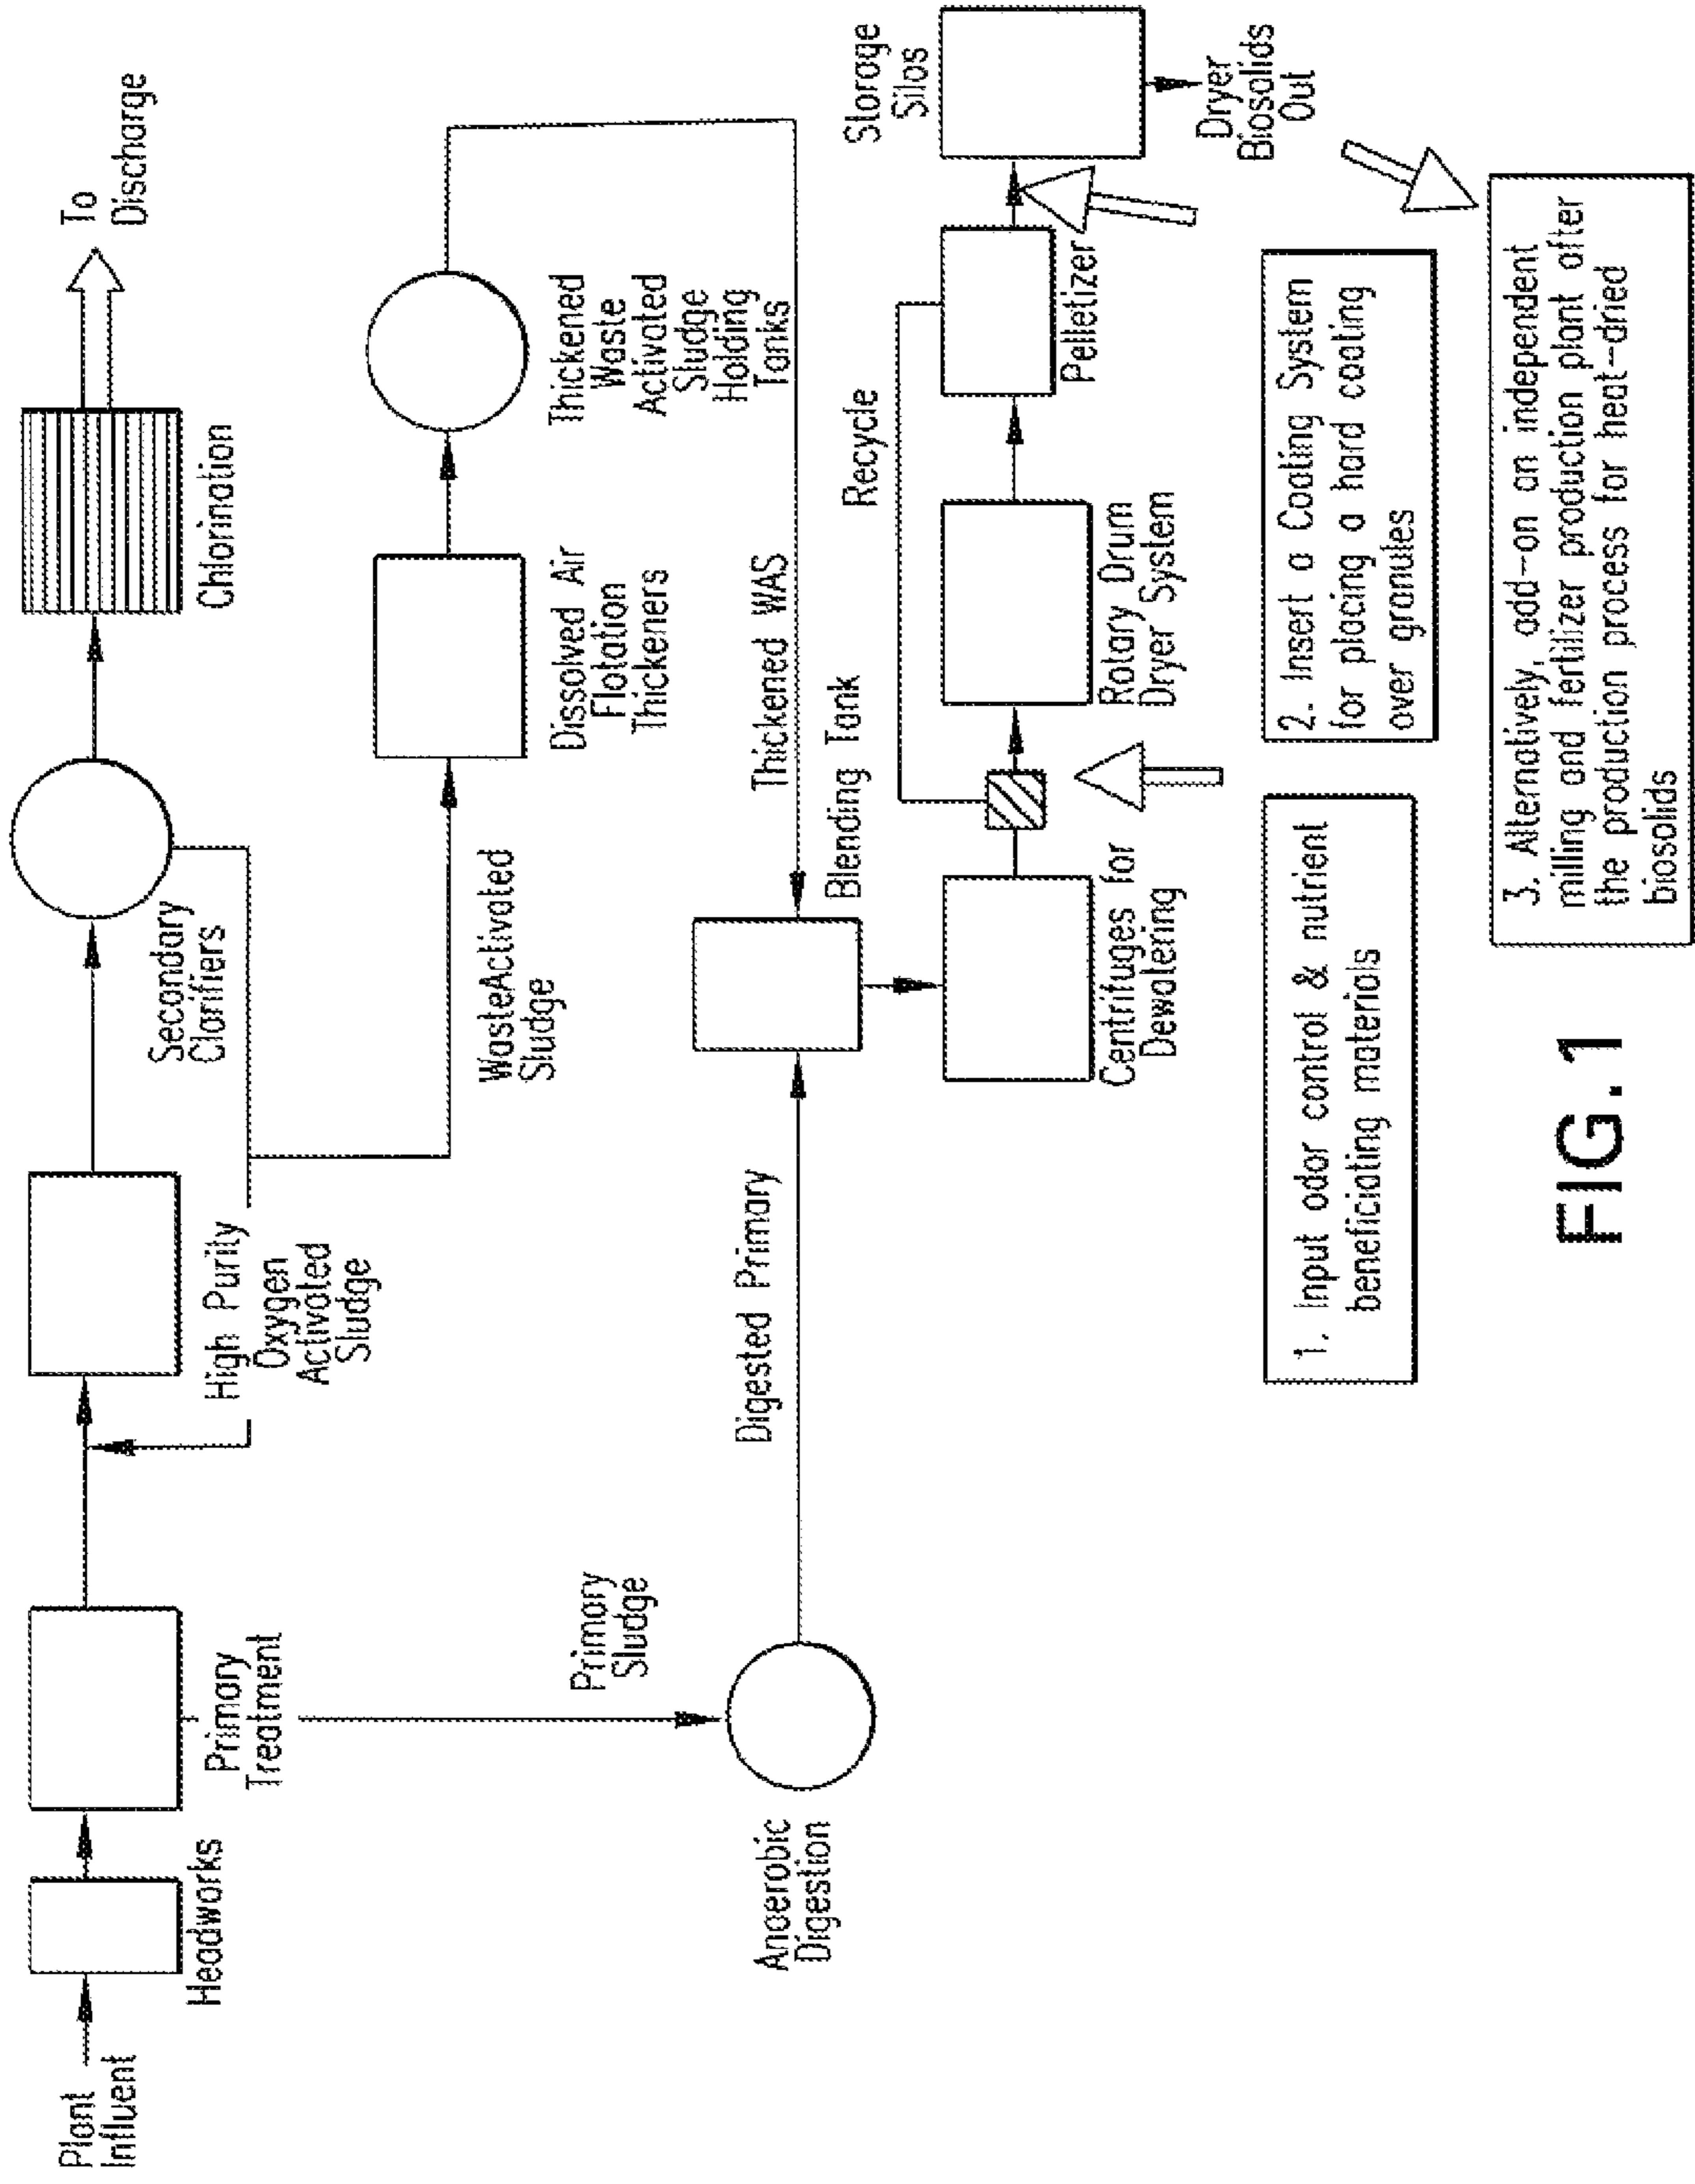 Plant
Influent
Headworks
Primary
Treatment
High Purity
Oxygen
Activated
Sludge
Secondary
Clarifiers
Chlorination
To
Discharge
WasteActivated
Sludge
Dissolved Air
Flotation
Thickeners
Thickened
Waste
Activated
Sludge
Holding
Tanks
Primary
Sludge
Anaerobic
Digestion
Digested Primary
Thickened WAS
Blending Tank
Centrifuges for
Dewatering
Recycle
Rotary Drum
Dryer System
Pelletizer
Storage
Silos
Dryer
Biosolids
Out
1. Input odor control & nutrient
beneficiating materials
2. Insert a Coating System
for placing a hard coating
over granules
3. Alternatively, add-on an independent
milling and fertilizer production plant after
the production process for heat-dried
biosolids
FIG.1